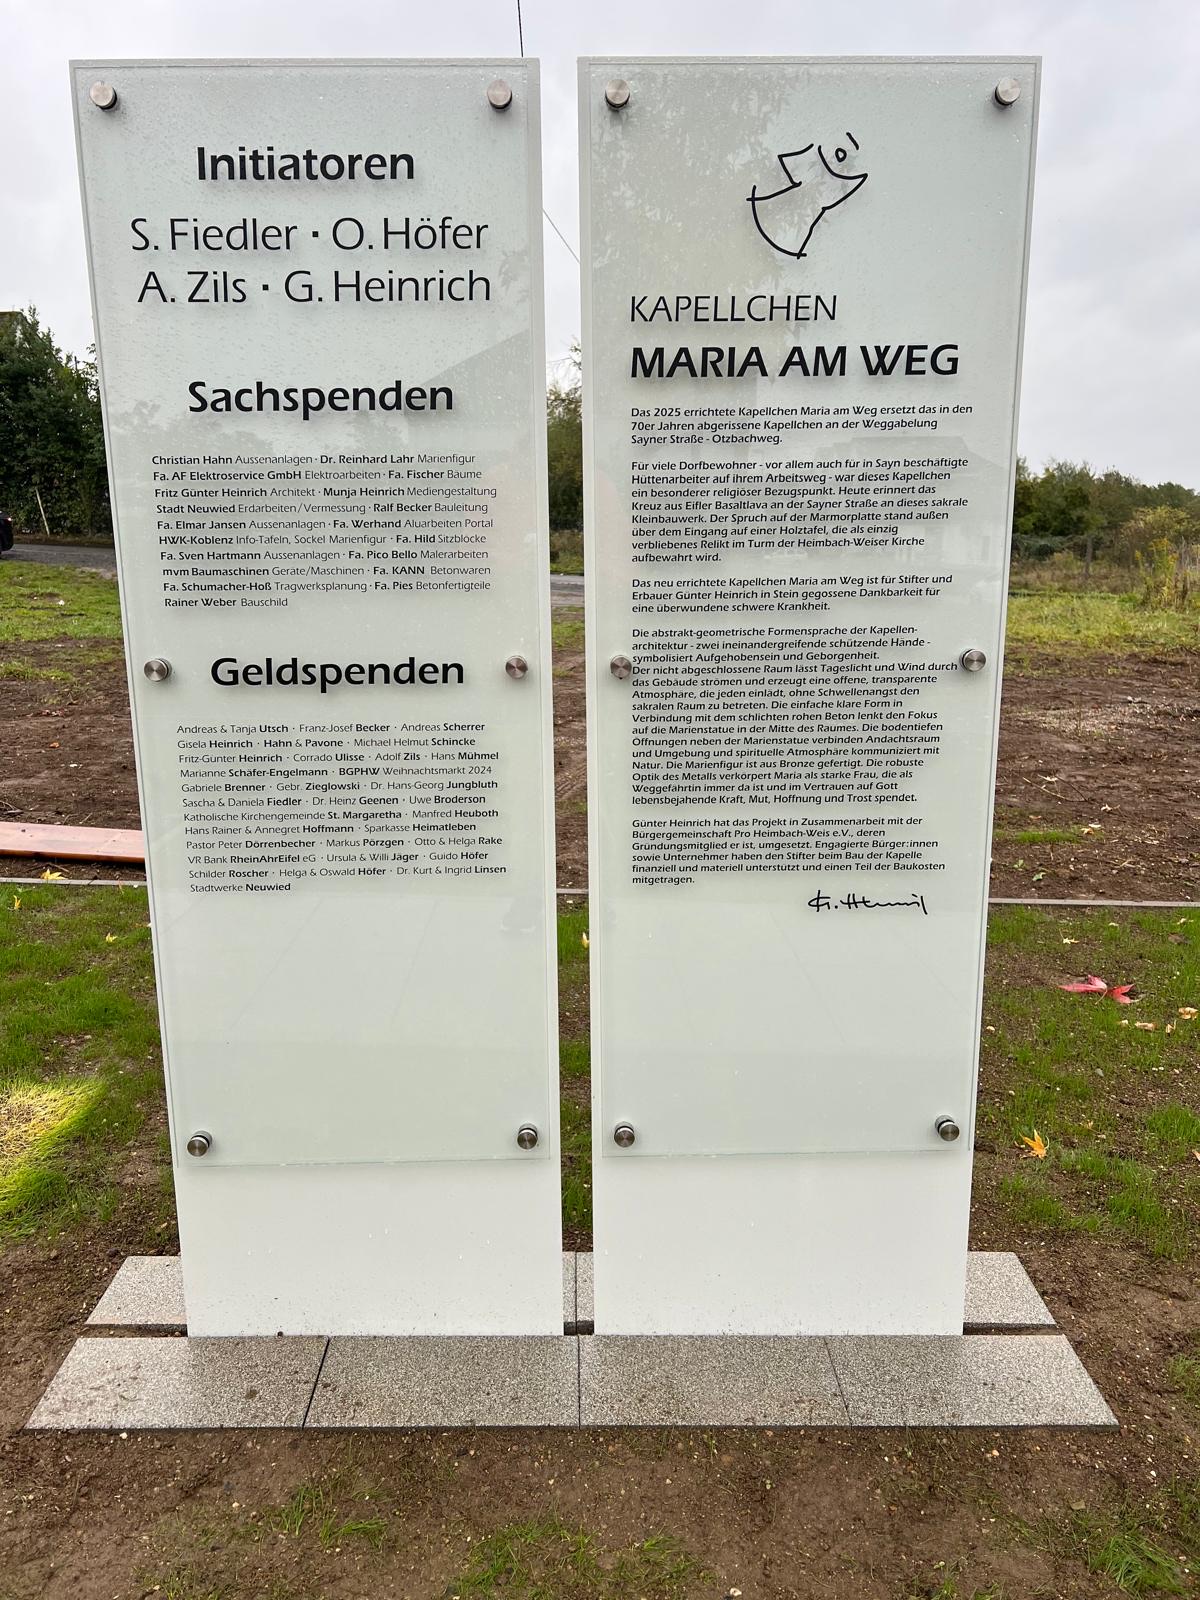 Initiatoren
S. Fiedler · O. Höfer
A. Zils · G. Heinrich
Sachspenden
Christian Hahn Aussenanlagen · Dr. Reinhard Lahr Marienfigur
Fa. AF Elektroservice GmbH Elektroarbeiten · Fa. Fischer Bäume
Fritz Günter Heinrich Architekt · Munja Heinrich Mediengestaltung
Stadt Neuwied Erdarbeiten/Vermessung · Ralf Becker Bauleitung
Fa. Elmar Jansen Aussenanlagen · Fa. Werhand Aluarbeiten Portal
HWK-Koblenz Info-Tafeln, Sockel Marienfigur · Fa. Hild Sitzblöcke
Fa. Sven Hartmann Aussenanlagen · Fa. Pico Bello Malerarbeiten
mvm Baumaschinen Geräte/Maschinen · Fa. KANN Betonwaren
Fa. Schumacher-Hoß Tragwerksplanung · Fa. Pies Betonfertigteile
Rainer Weber Bauschild
Geldspenden
Andreas & Tanja Utsch · Franz-Josef Becker · Andreas Scherrer
Gisela Heinrich · Hahn & Pavone · Michael Helmut Schincke
Fritz-Günter Heinrich · Corrado Ulisse · Adolf Zils · Hans Mühmel
Marianne Schäfer-Engelmann · BGPHW Weihnachtsmarkt 2024
Gabriele Brenner · Gebr. Zieglowski · Dr. Hans-Georg Jungbluth
Sascha & Daniela Fiedler · Dr. Heinz Geenen · Uwe Broderson
Katholische Kirchengemeinde St. Margaretha · Manfred Heuboth
Hans Rainer & Annegret Hoffmann · Sparkasse Heimatleben
Pastor Peter Dörrenbecher · Markus Pörzgen · Otto & Helga Rake
VR Bank RheinAhrEifel eG · Ursula & Willi Jäger · Guido Höfer
Schilder Roscher · Helga & Oswald Höfer · Dr. Kurt & Ingrid Linsen
Stadtwerke Neuwied
KAPELLCHEN
MARIA AM WEG
Das 2025 errichtete Kapellchen Maria am Weg ersetzt das in den
70er Jahren abgerissene Kapellchen an der Weggabelung
Sayner Straße - Otzbachweg.
Für viele Dorfbewohner - vor allem auch für in Sayn beschäftigte
Hüttenarbeiter auf ihrem Arbeitsweg - war dieses Kapellchen
ein besonderer religiöser Bezugspunkt. Heute erinnert das
Kreuz aus Eifler Basaltlava an der Sayner Straße an dieses sakrale
Kleinbauwerk. Der Spruch auf der Marmorplatte stand außen
über dem Eingang auf einer Holztafel, die als einzig
verbliebenes Relikt im Turm der Heimbach-Weiser Kirche
aufbewahrt wird.
Das neu errichtete Kapellchen Maria am Weg ist für Stifter und
Erbauer Günter Heinrich in Stein gegossene Dankbarkeit für
eine überwundene schwere Krankheit.
Die abstrakt-geometrische Formensprache der Kapellen-
architektur - zwei ineinandergreifende schützende Hände -
symbolisiert Aufgehobensein und Geborgenheit.
Der nicht abgeschlossene Raum lässt Tageslicht und Wind durch
das Gebäude strömen und erzeugt eine offene, transparente
Atmosphäre, die jeden einlädt, ohne Schwellenangst den
sakralen Raum zu betreten. Die einfache klare Form in
Verbindung mit dem schlichten rohen Beton lenkt den Fokus
auf die Marienstatue in der Mitte des Raumes. Die bodentiefen
Öffnungen neben der Marienstatue verbinden Andachtsraum
und Umgebung und spirituelle Atmosphäre kommuniziert mit
Natur. Die Marienfigur ist aus Bronze gefertigt. Die robuste
Optik des Metalls verkörpert Maria als starke Frau, die als
Weggefährtin immer da ist und im Vertrauen auf Gott
lebensbejahende Kraft, Mut, Hoffnung und Trost spendet.
Günter Heinrich hat das Projekt in Zusammenarbeit mit der
Bürgergemeinschaft Pro Heimbach-Weis e.V., deren
Gründungsmitglied er ist, umgesetzt. Engagierte Bürger:innen
sowie Unternehmer haben den Stifter beim Bau der Kapelle
finanziell und materiell unterstützt und einen Teil der Baukosten
mitgetragen.